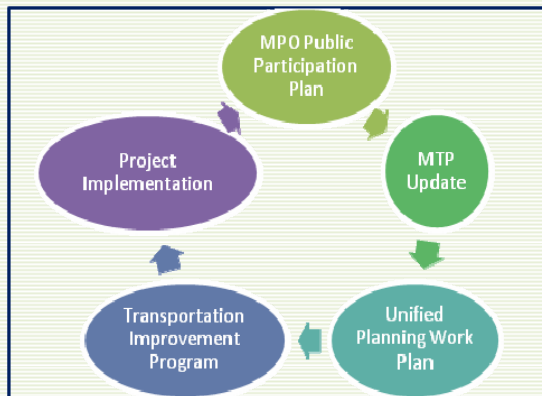 MPO Public
Participation
Plan
MTP
Update
Unified
Planning Work
Plan
Transportation
Improvement
Program
Project
Implementation